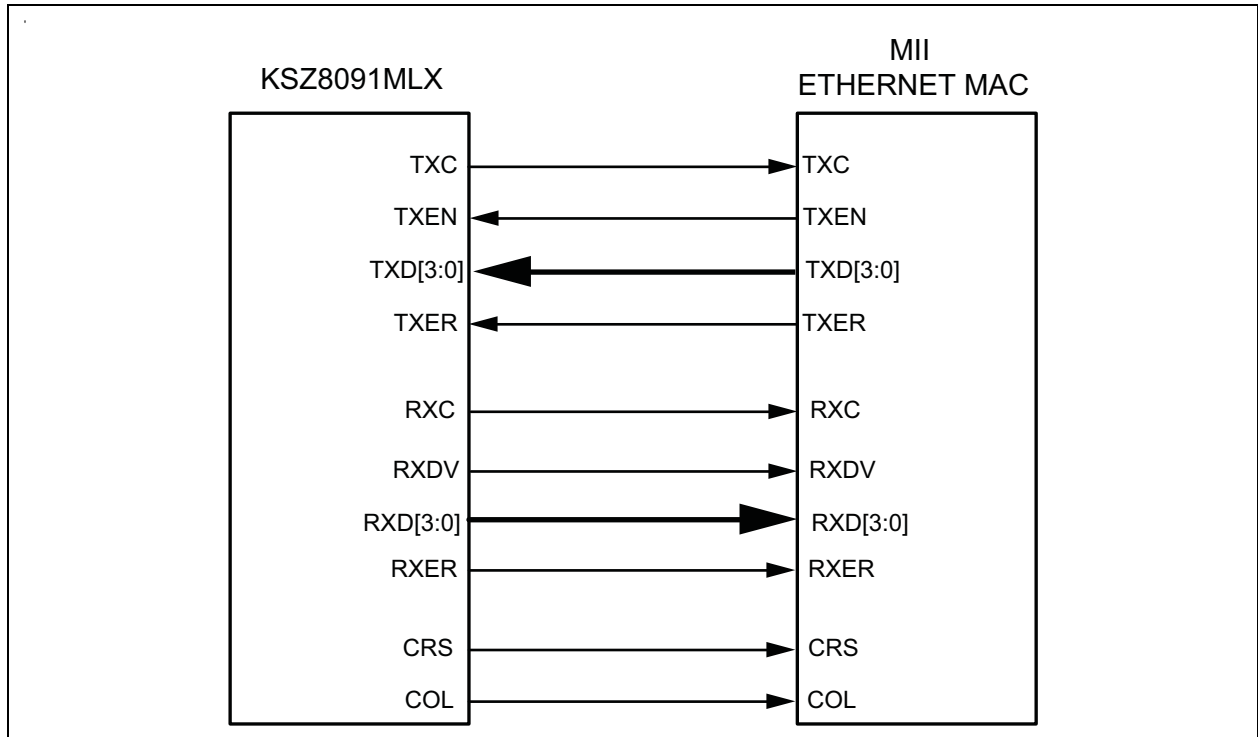 KSZ8091MLX
MII
ETHERNET MAC
TXC TXC
TXEN TXEN
TXD[3:0] TXD[3:0]
TXER TXER
RXC RXC
RXDV RXDV
RXD[3:0] RXD[3:0]
RXER RXER
CRS CRS
COL COL